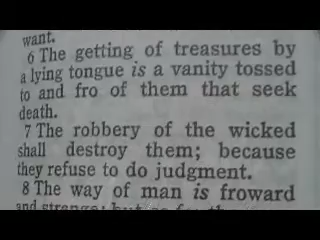 want.
6 The getting of treasures by
a lying tongue is a vanity tossed
to and fro of them that seek
death.
7 The robbery of the wicked
shall destroy them; because
they refuse to do judgment.
8 The way of man is froward
and strange: but